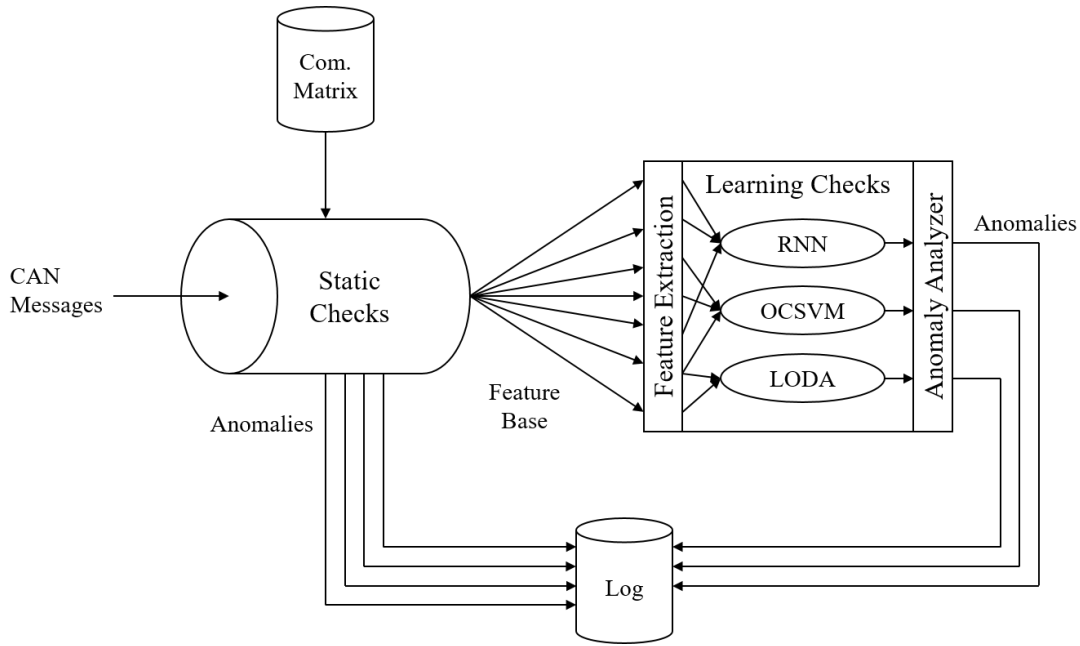 Com.
Matrix
CAN
Messages
Static
Checks
Anomalies
Feature
Base
Feature Extraction
Learning Checks
RNN
OCSVM
LODA
Anomaly Analyzer
Anomalies
Log